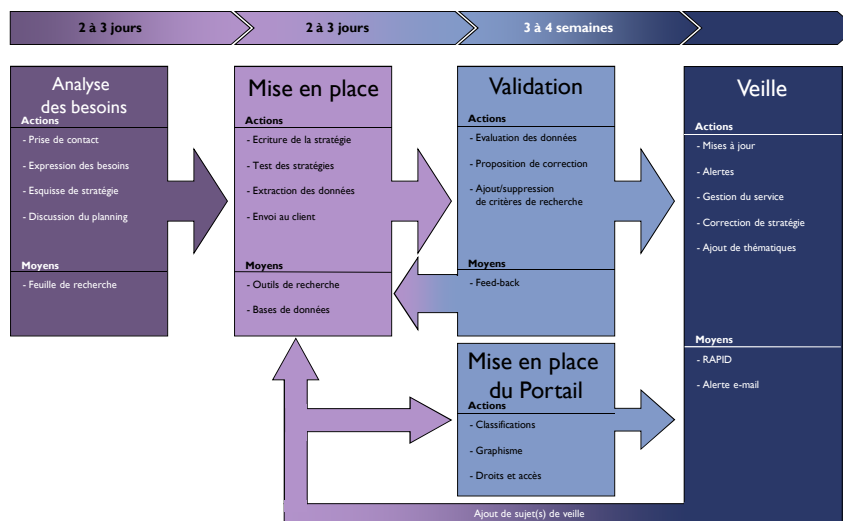 2 à 3 jours
2 à 3 jours
3 à 4 semaines
Analyse
des besoins
Actions
- Prise de contact
- Expression des besoins
- Esquisse de stratégie
- Discussion du planning
Moyens
- Feuille de recherche
Mise en place
Actions
- Ecriture de la stratégie
- Test des stratégies
- Extraction des données
- Envoi au client
Moyens
- Outils de recherche
- Bases de données
Validation
Actions
- Evaluation des données
- Proposition de correction
- Ajout/suppression
de critères de recherche
Moyens
- Feed-back
Mise en place
du Portail
Actions
- Classifications
- Graphisme
- Droits et accès
Veille
Actions
- Mises à jour
- Alertes
- Gestion du service
- Correction de stratégie
- Ajout de thématiques
Moyens
- RAPID
- Alerte e-mail
Ajout de sujet(s) de veille